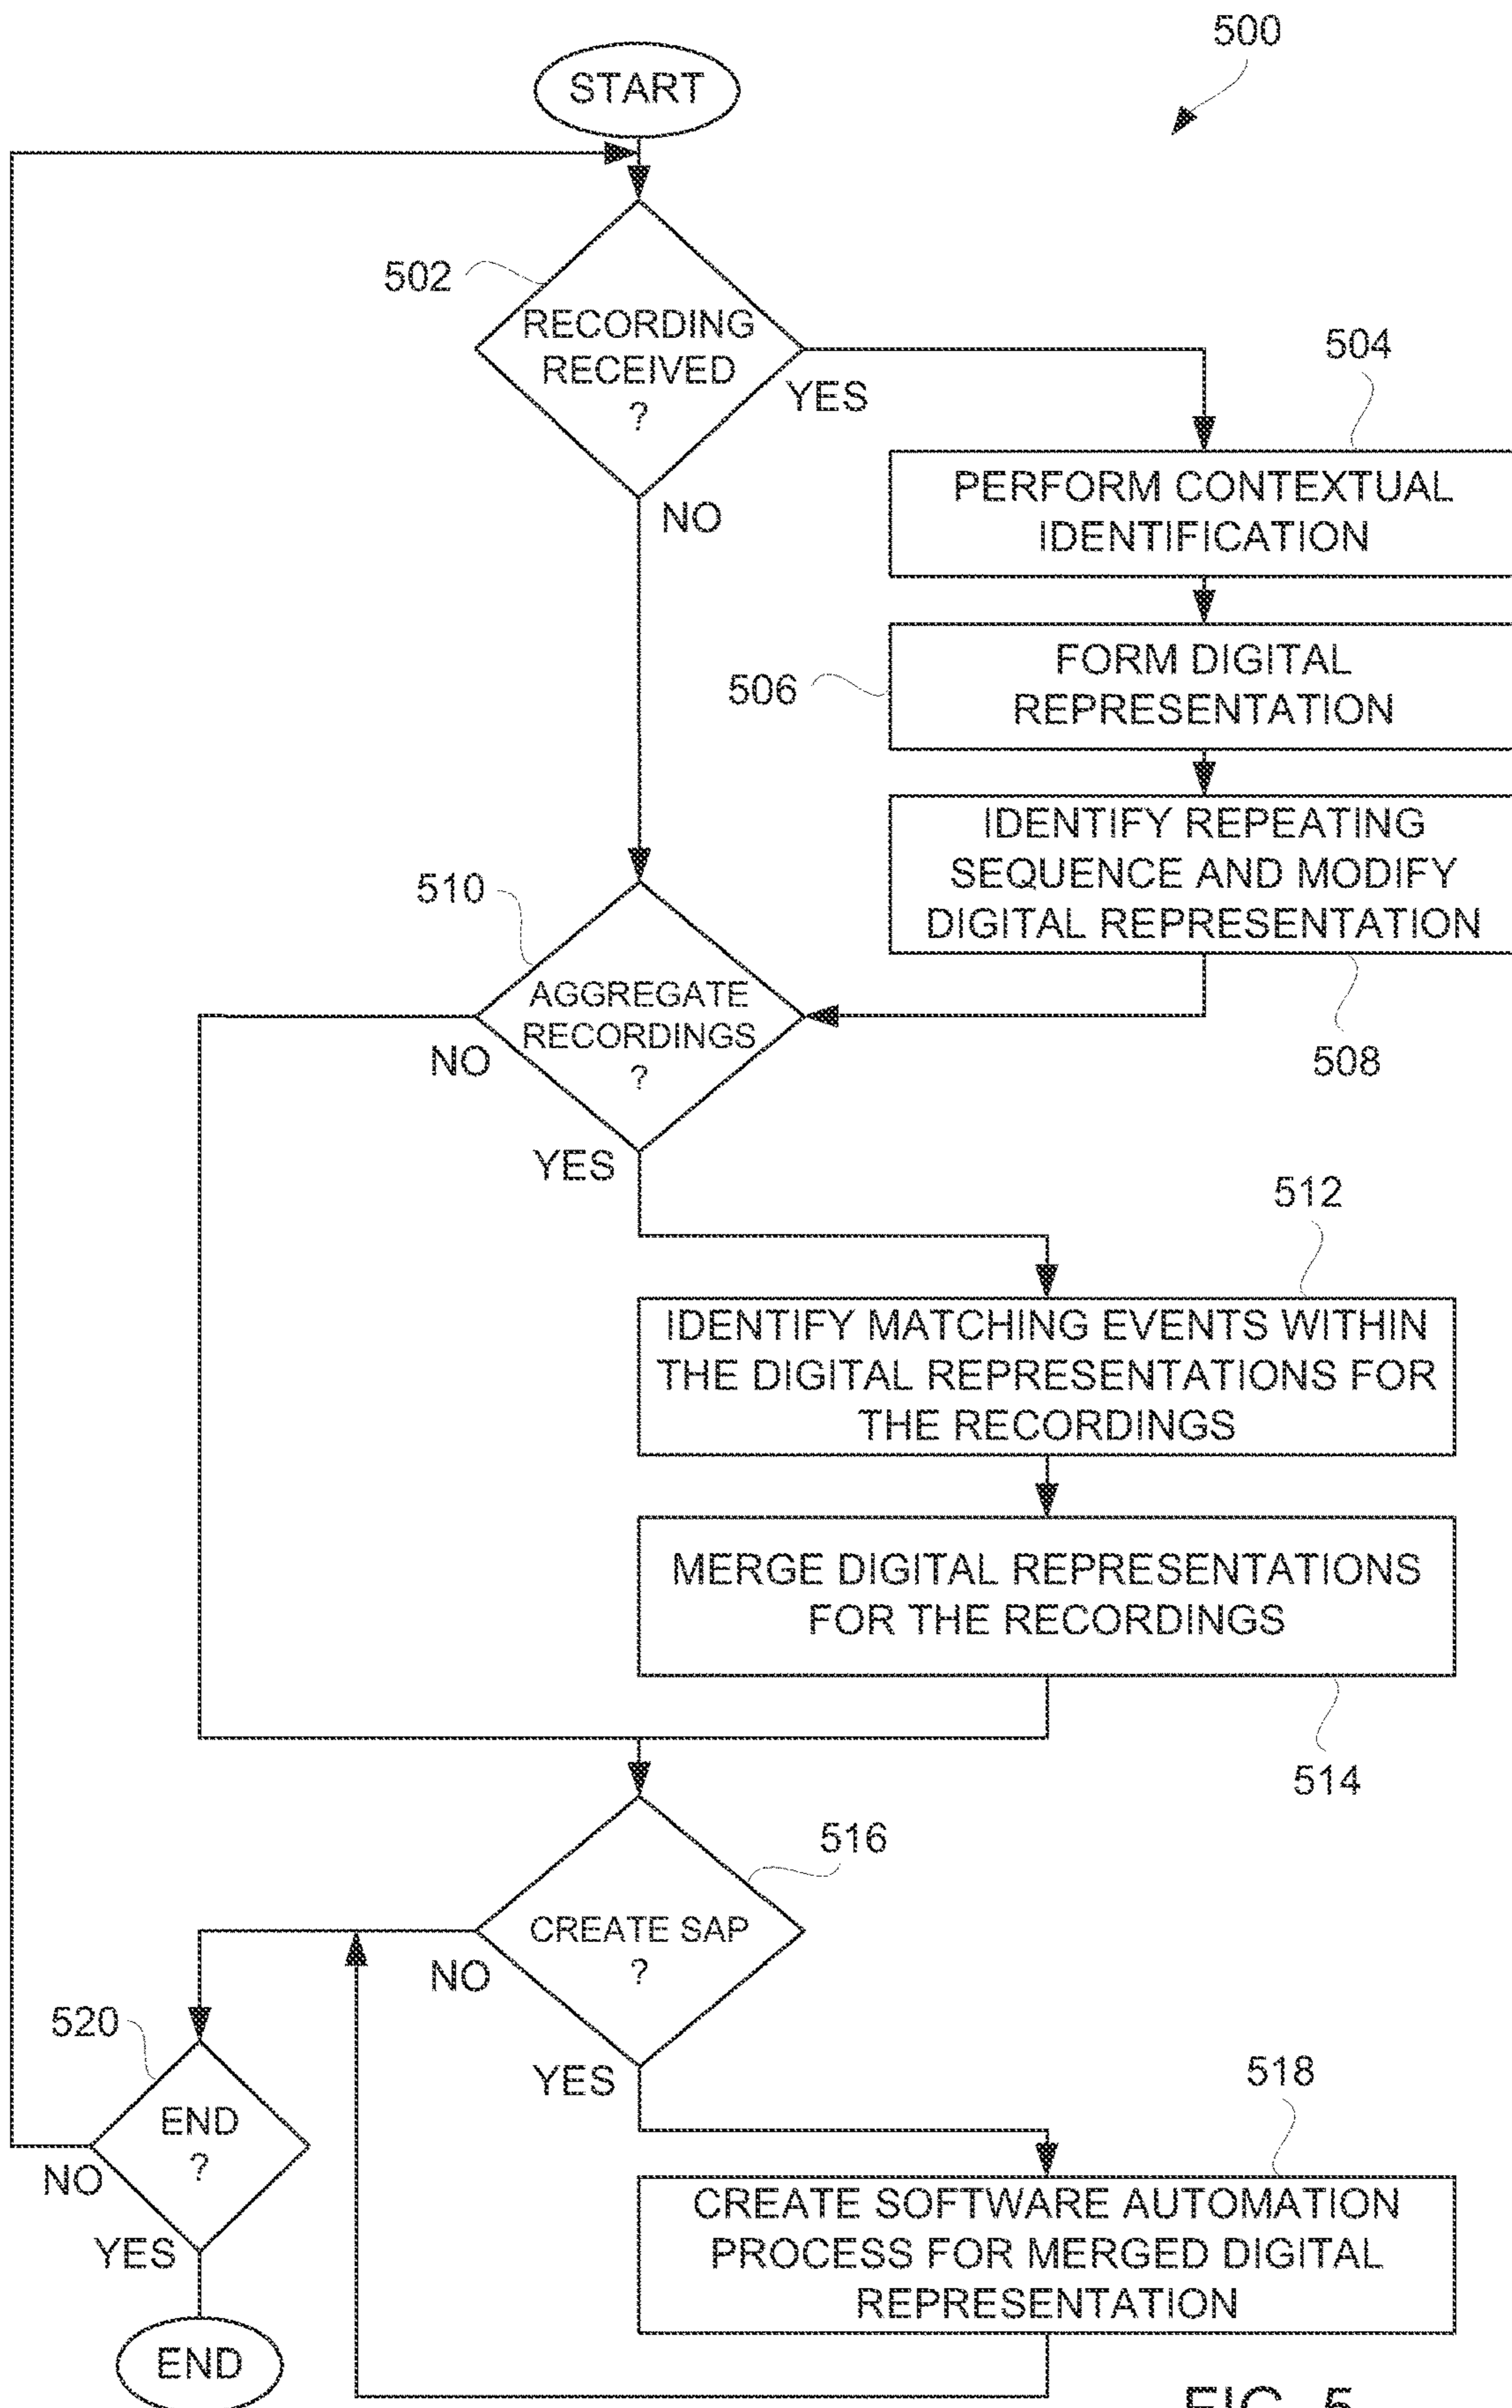 500
START
502
RECORDING
RECEIVED
?
YES
NO
504
PERFORM CONTEXTUAL
IDENTIFICATION
506
FORM DIGITAL
REPRESENTATION
IDENTIFY REPEATING
SEQUENCE AND MODIFY
DIGITAL REPRESENTATION
508
510
AGGREGATE
RECORDINGS
?
NO
YES
512
IDENTIFY MATCHING EVENTS WITHIN
THE DIGITAL REPRESENTATIONS FOR
THE RECORDINGS
MERGE DIGITAL REPRESENTATIONS
FOR THE RECORDINGS
514
516
CREATE SAP
?
NO
YES
518
CREATE SOFTWARE AUTOMATION
PROCESS FOR MERGED DIGITAL
REPRESENTATION
520
END
?
NO
YES
END
FIG. 5